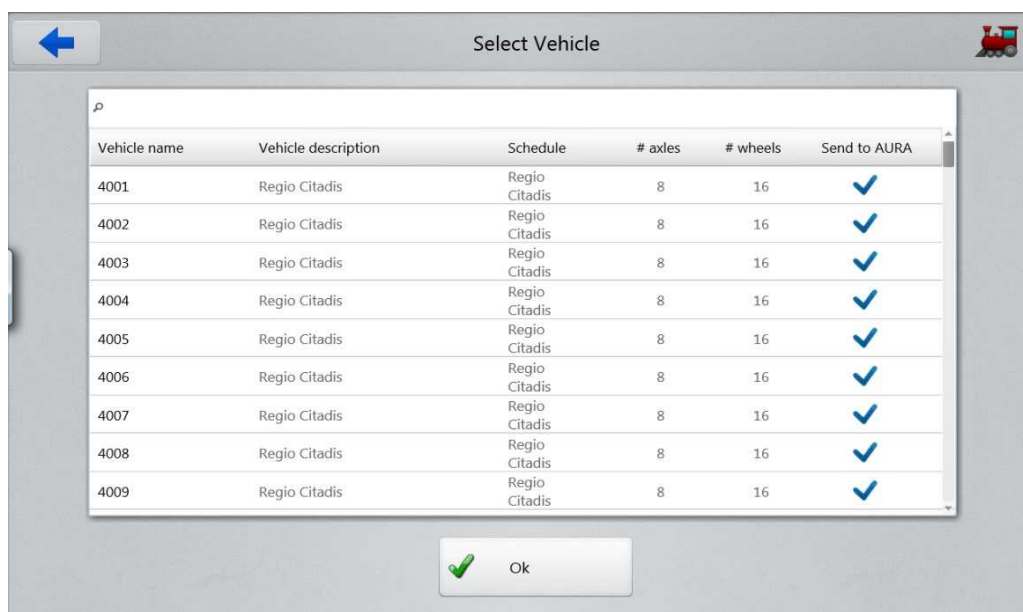 Select Vehicle
Vehicle name Vehicle description Schedule # axles # wheels Send to AURA
4001 Regio Citadis Regio Citadis 8 16
4002 Regio Citadis Regio Citadis 8 16
4003 Regio Citadis Regio Citadis 8 16
4004 Regio Citadis Regio Citadis 8 16
4005 Regio Citadis Regio Citadis 8 16
4006 Regio Citadis Regio Citadis 8 16
4007 Regio Citadis Regio Citadis 8 16
4008 Regio Citadis Regio Citadis 8 16
4009 Regio Citadis Regio Citadis 8 16
Ok